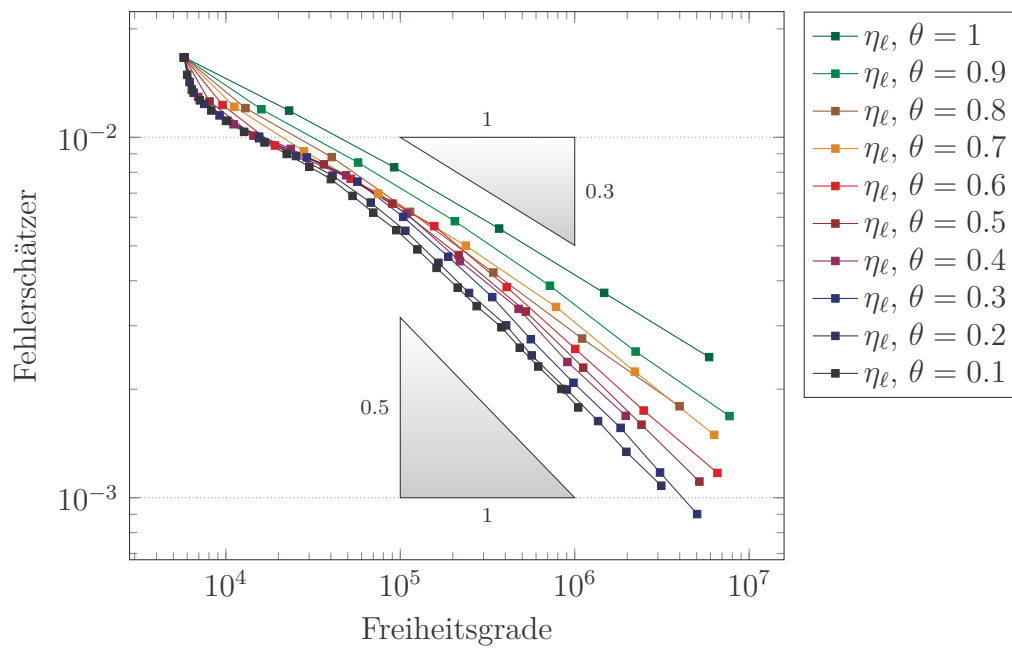 10^{-2}
10^{-3}
Fehlerschätzer
10^4
10^5
10^6
10^7
Freiheitsgrade
1
0.3
0.5
1
η_ℓ, θ = 1
η_ℓ, θ = 0.9
η_ℓ, θ = 0.8
η_ℓ, θ = 0.7
η_ℓ, θ = 0.6
η_ℓ, θ = 0.5
η_ℓ, θ = 0.4
η_ℓ, θ = 0.3
η_ℓ, θ = 0.2
η_ℓ, θ = 0.1